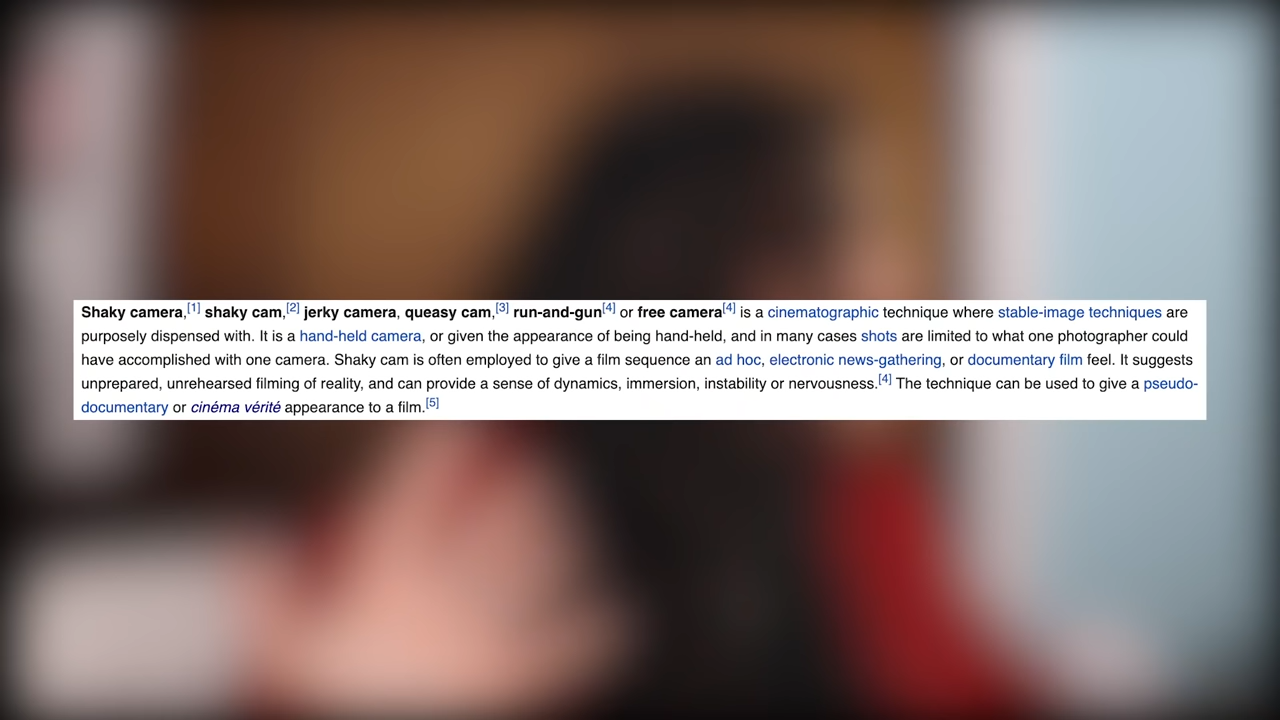 Shaky camera,[1] shaky cam,[2] jerky camera, queasy cam,[3] run-and-gun[4] or free camera[4] is a cinematographic technique where stable-image techniques are
purposely dispensed with. It is a hand-held camera, or given the appearance of being hand-held, and in many cases shots are limited to what one photographer could
have accomplished with one camera. Shaky cam is often employed to give a film sequence an ad hoc, electronic news-gathering, or documentary film feel. It suggests
unprepared, unrehearsed filming of reality, and can provide a sense of dynamics, immersion, instability or nervousness.[4] The technique can be used to give a pseudo-
documentary or cinéma vérité appearance to a film.[5]